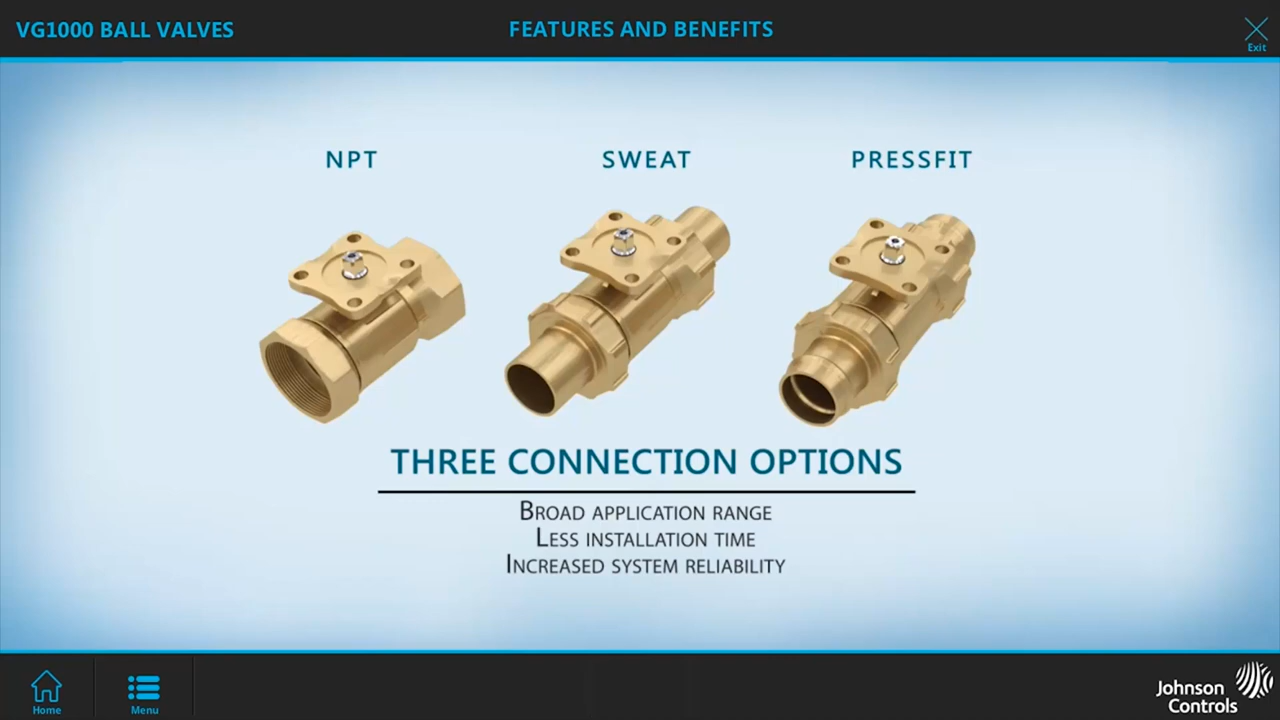 VG1000 BALL VALVES
FEATURES AND BENEFITS
Exit
NPT
SWEAT
PRESSFIT
THREE CONNECTION OPTIONS
BROAD APPLICATION RANGE
LESS INSTALLATION TIME
INCREASED SYSTEM RELIABILITY
Home
Menu
Johnson
Controls